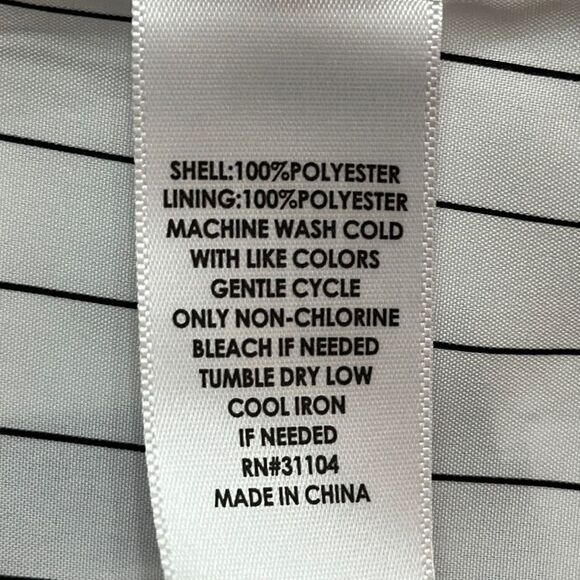 SHELL:100%POLYESTER
LINING:100%POLYESTER
MACHINE WASH COLD
WITH LIKE COLORS
GENTLE CYCLE
ONLY NON-CHLORINE
BLEACH IF NEEDED
TUMBLE DRY LOW
COOL IRON
IF NEEDED
RN#31104
MADE IN CHINA